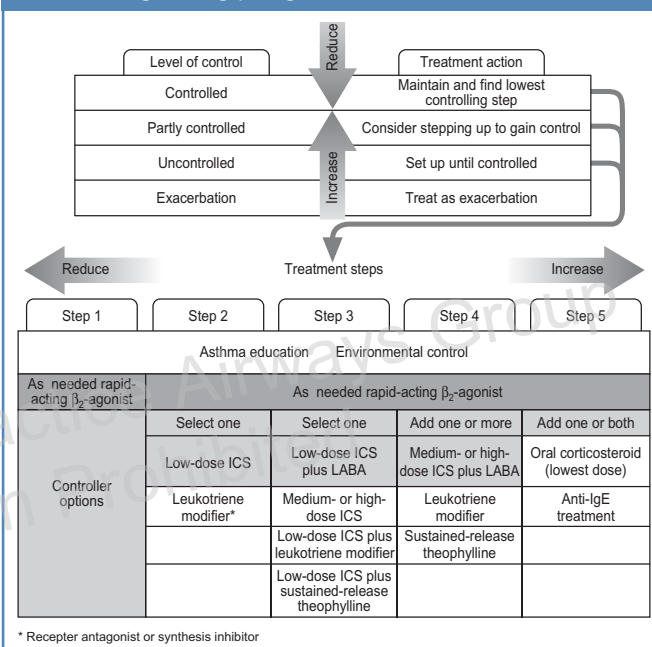 Reduce
Level of control
Treatment action
Controlled
Maintain and find lowest
controlling step
Partly controlled
Consider stepping up to gain control
Increase
Uncontrolled
Set up until controlled
Exacerbation
Treat as exacerbation
Reduce
Treatment steps
Increase
Step 1
Step 2
Step 3
Step 4
Step 5
Asthma education Environmental control
As needed rapid-
acting β2-agonist
As needed rapid-acting β2-agonist
Controller
options
Select one
Select one
Add one or more
Add one or both
Low-dose ICS
Low-dose ICS
plus LABA
Medium- or high-
dose ICS plus LABA
Oral corticosteroid
(lowest dose)
Leukotriene
modifier*
Medium- or high-
dose ICS
Leukotriene
modifier
Anti-IgE
treatment
Low-dose ICS plus
leukotriene modifier
Sustained-release
theophylline
Low-dose ICS plus
sustained-release
theophylline
* Recepter antagonist or synthesis inhibitor
actice Airways Group
n Prohibited